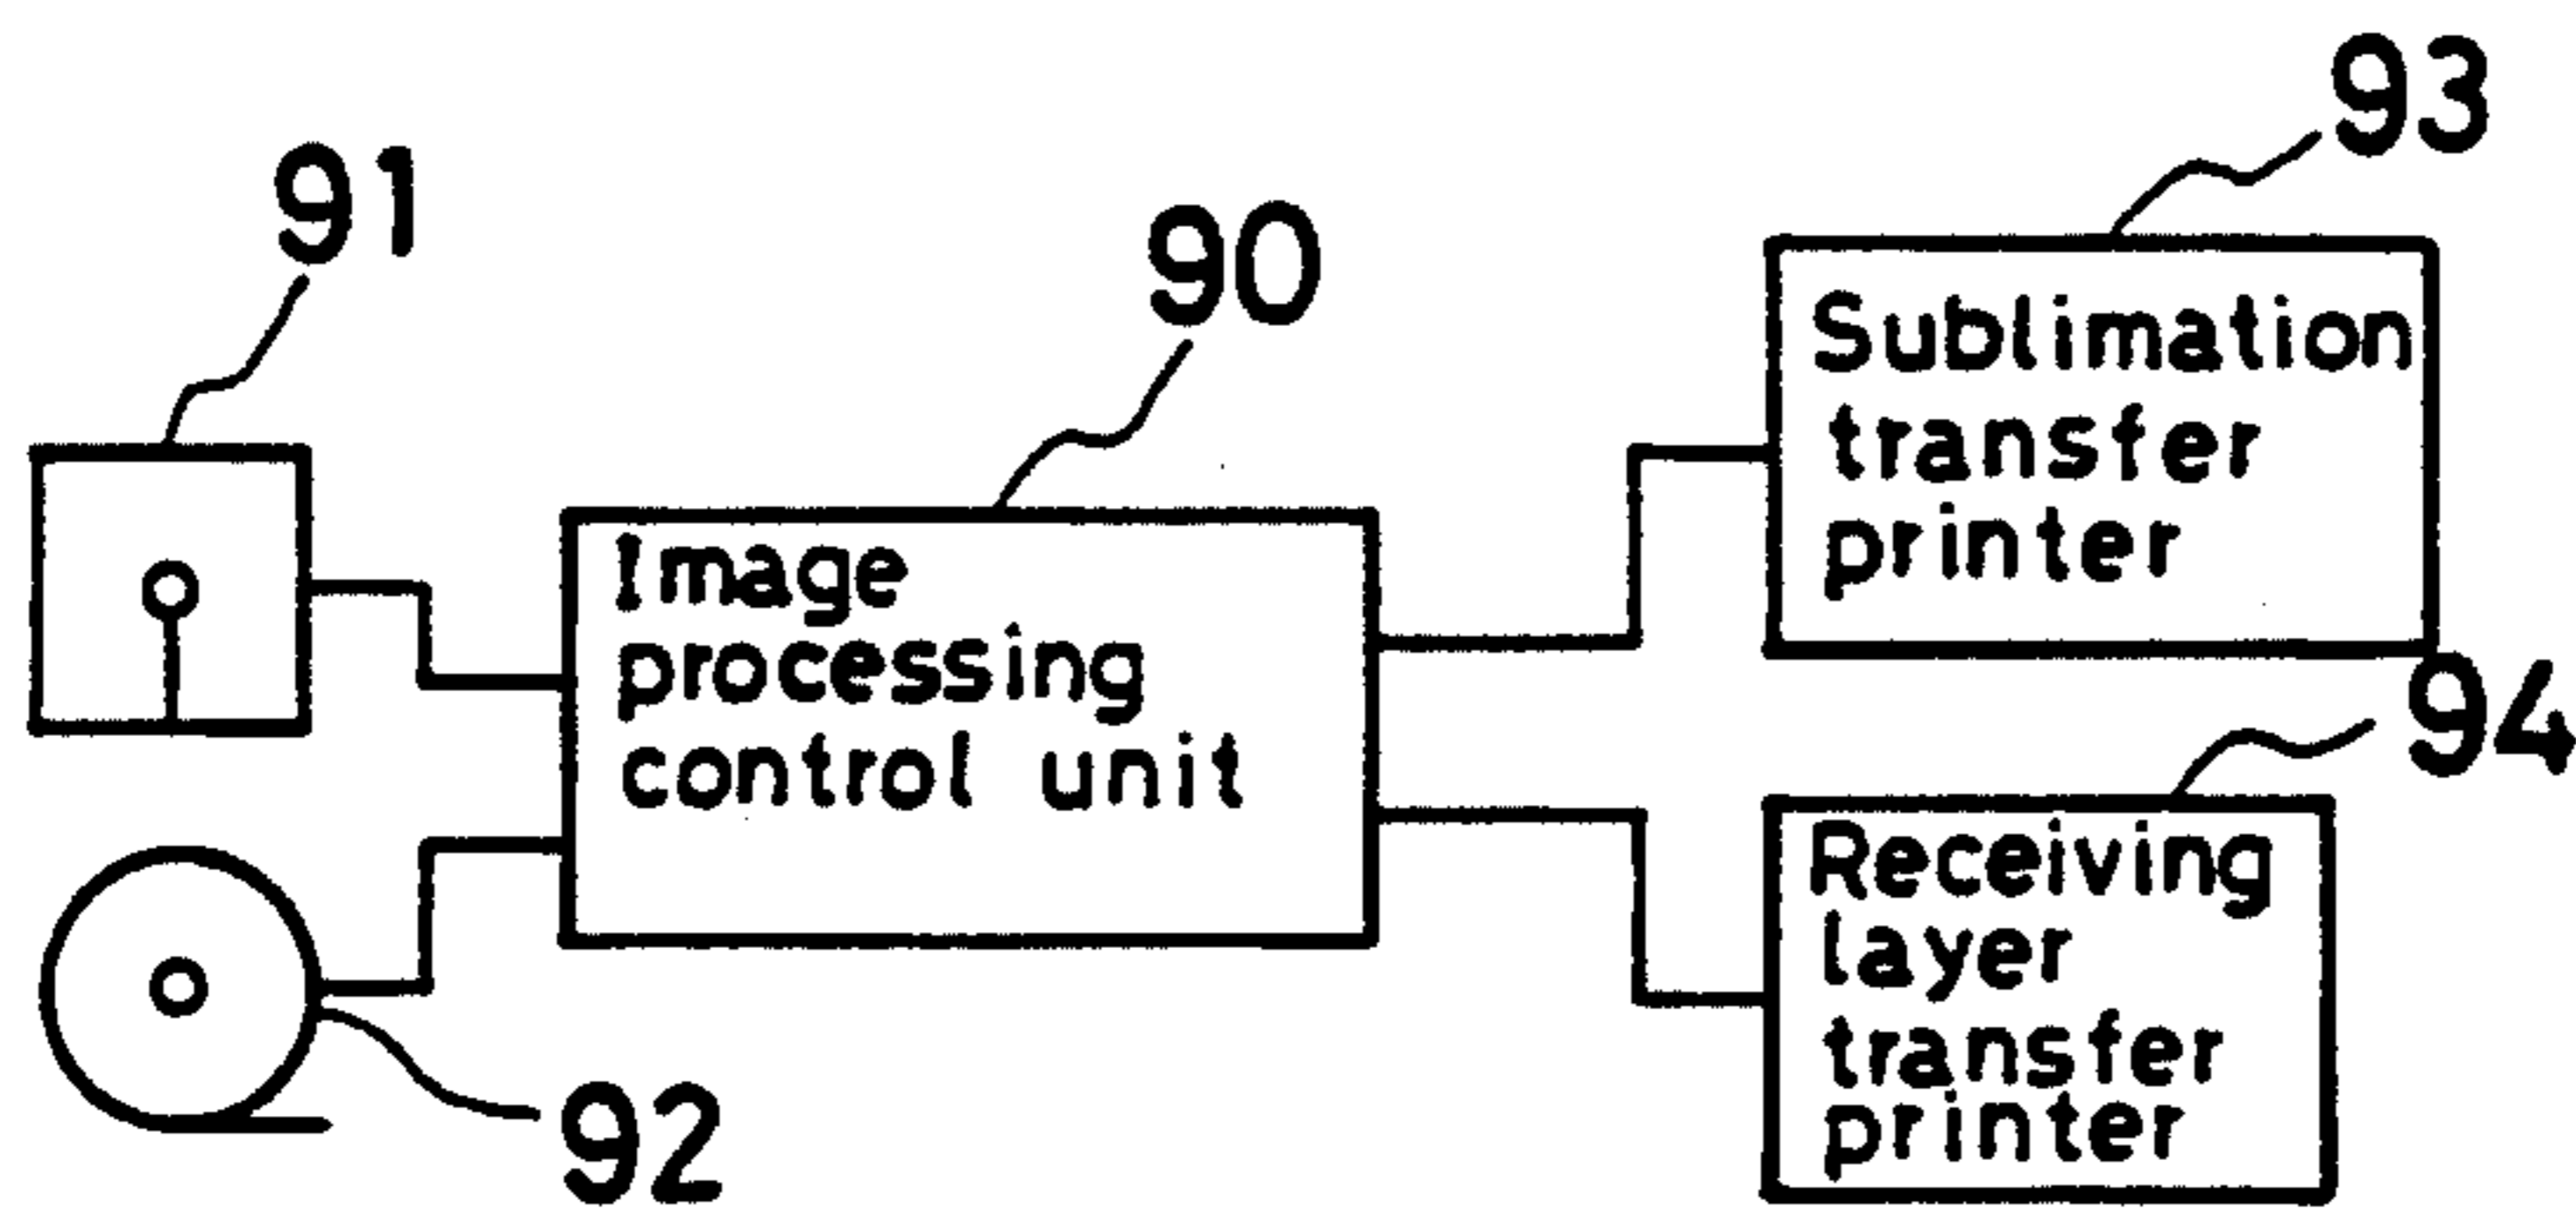 91
90
93
Image
processing
control unit
Sublimation
transfer
printer
92
94
Receiving
layer
transfer
printer